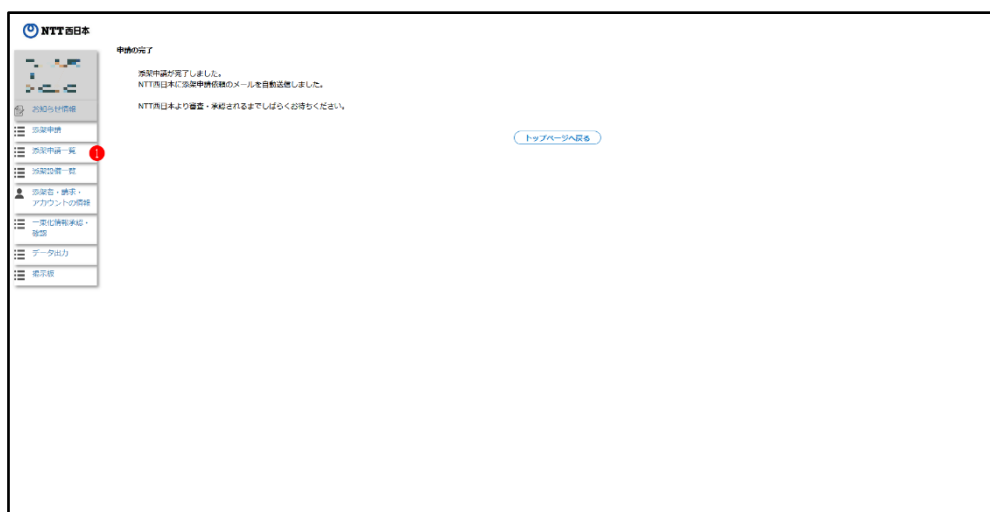 NTT西日本
申請の完了
添架申請が完了しました。
NTT西日本に添架申請依頼のメールを自動送信しました。
NTT西日本より審査・承認されるまでしばらくお待ちください。
トップページへ戻る
お知らせ情報
添架申請
添架申請一覧
1
添架設備一覧
添架者・請求・
アカウントの情報
一束化情報承認・
確認
データ出力
掲示板